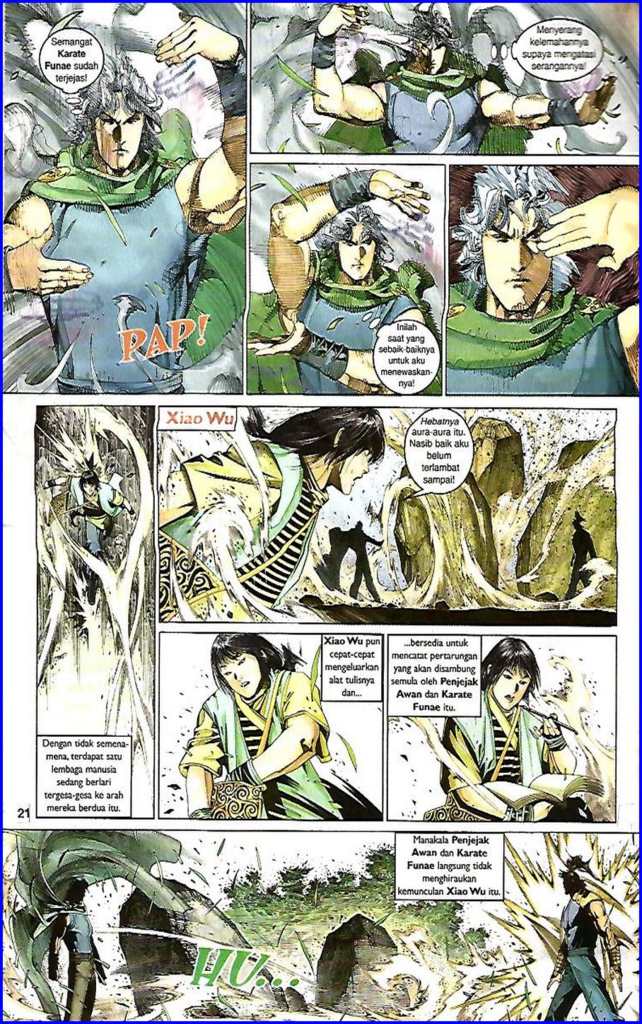 Semangat
Karate
Funae sudah
terjejas!
Menyerang
kelemahannya
supaya mengatasi
serangannya!
PAP!
Inilah
saat yang
sebaik-baiknya
untuk aku
menewaskan-
nya!
Xiao Wu
Hebatnya
aura-aura itu.
Nasib baik aku
belum
terlambat
sampai!
Dengan tidak semena-
mena, terdapat satu
lembaga manusia
sedang berlari
tergesa-gesa ke arah
mereka berdua itu.
Xiao Wu pun
cepat-cepat
mengeluarkan
alat tulisnya
dan...
...bersedia untuk
mencatat pertarungan
yang akan disambung
semula oleh Penjejak
Awan dan Karate
Funae itu.
21
Manakala Penjejak
Awan dan Karate
Funae langsung tidak
menghiraukan
kemunculan Xiao Wu itu.
HU...